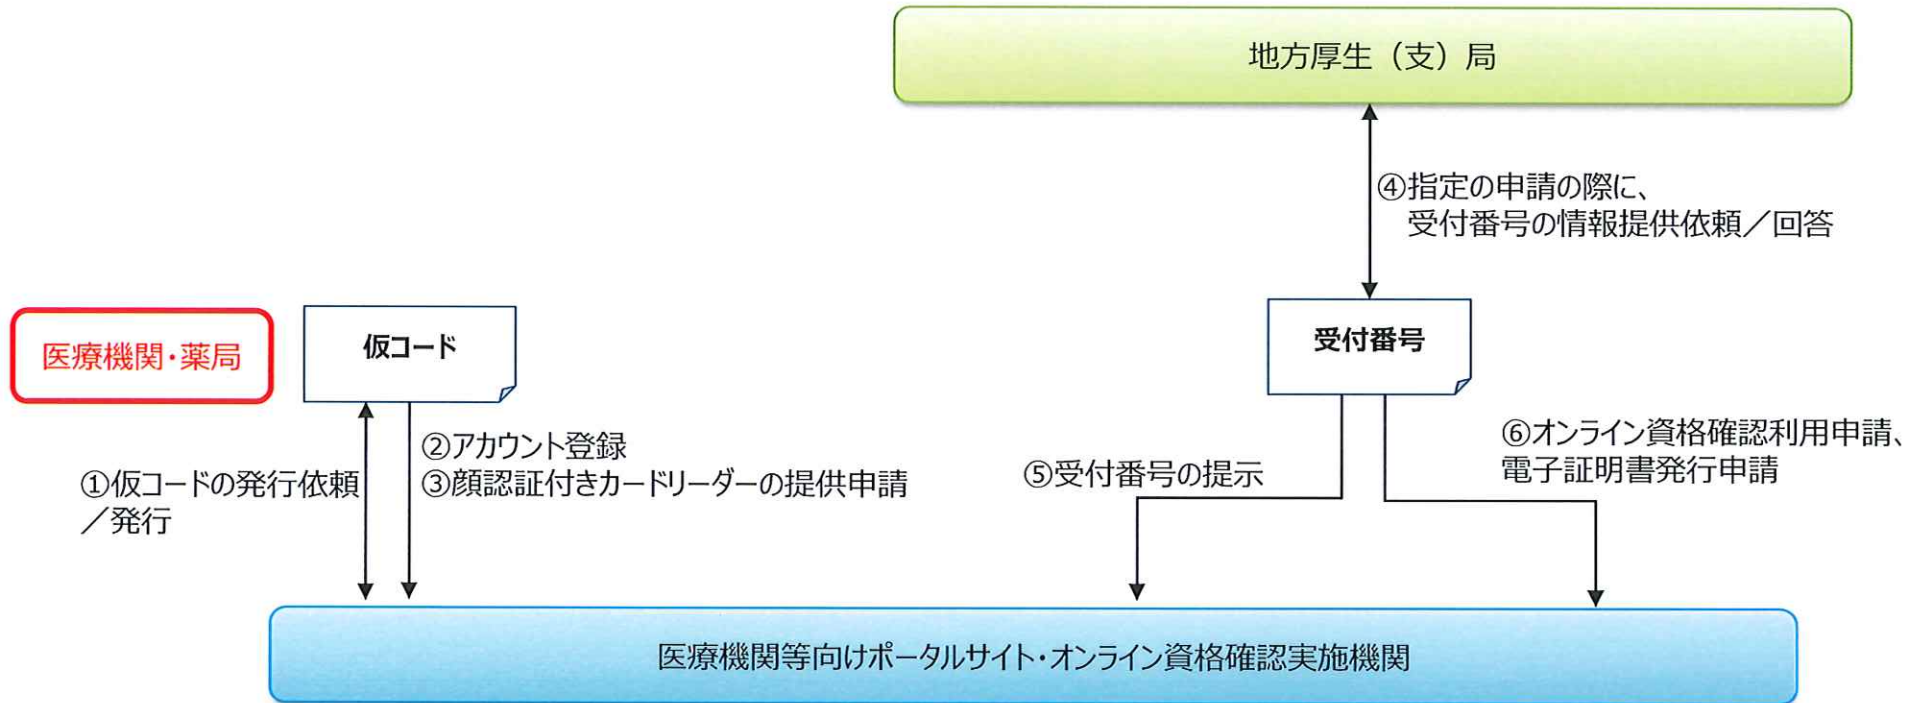 地方厚生（支）局
④指定の申請の際に、
受付番号の情報提供依頼／回答
医療機関・薬局
仮コード
受付番号
①仮コードの発行依頼
／発行
②アカウント登録
③顔認証付きカードリーダーの提供申請
⑤受付番号の提示
⑥オンライン資格確認利用申請、
電子証明書発行申請
医療機関等向けポータルサイト・オンライン資格確認実施機関